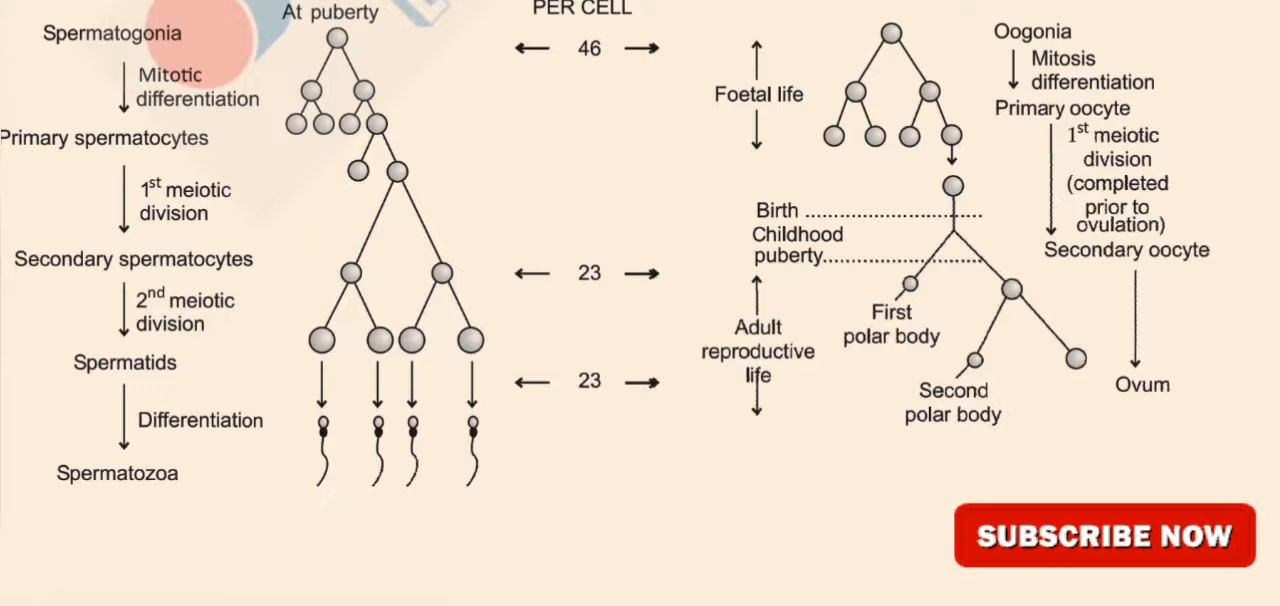 At puberty
PER CELL
Spermatogonia
46
Oogonia
Mitotic
differentiation
Foetal life
Mitosis
differentiation
Primary oocyte
Primary spermatocytes
1st meiotic
division
(completed
prior to
ovulation)
1st meiotic
division
Birth
Childhood
puberty
Secondary oocyte
Secondary spermatocytes
23
2nd meiotic
division
First
polar body
Adult
reproductive
life
Spermatids
23
Second
polar body
Ovum
Differentiation
Spermatozoa
SUBSCRIBE NOW